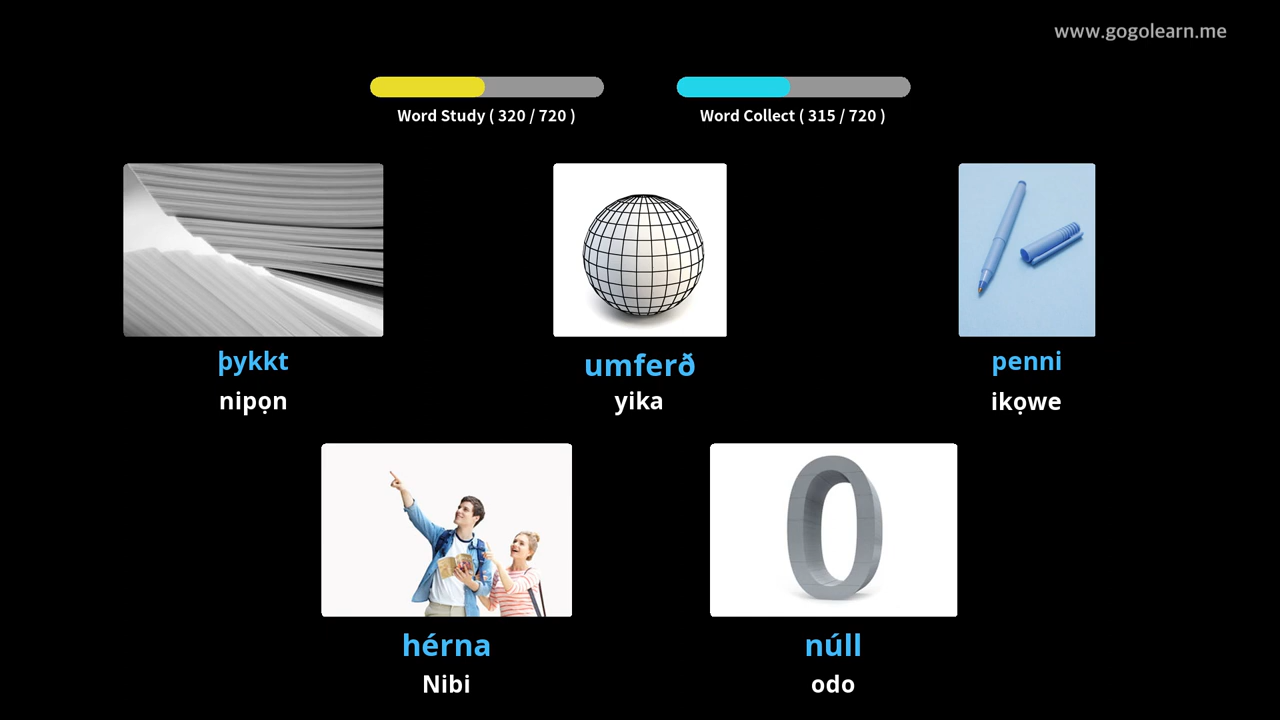 www.gogolearn.me
Word Study ( 320 / 720 )
Word Collect ( 315 / 720 )
þykkt
nipọn
umferð
yika
penni
ikọwe
hérna
Nibi
núll
odo